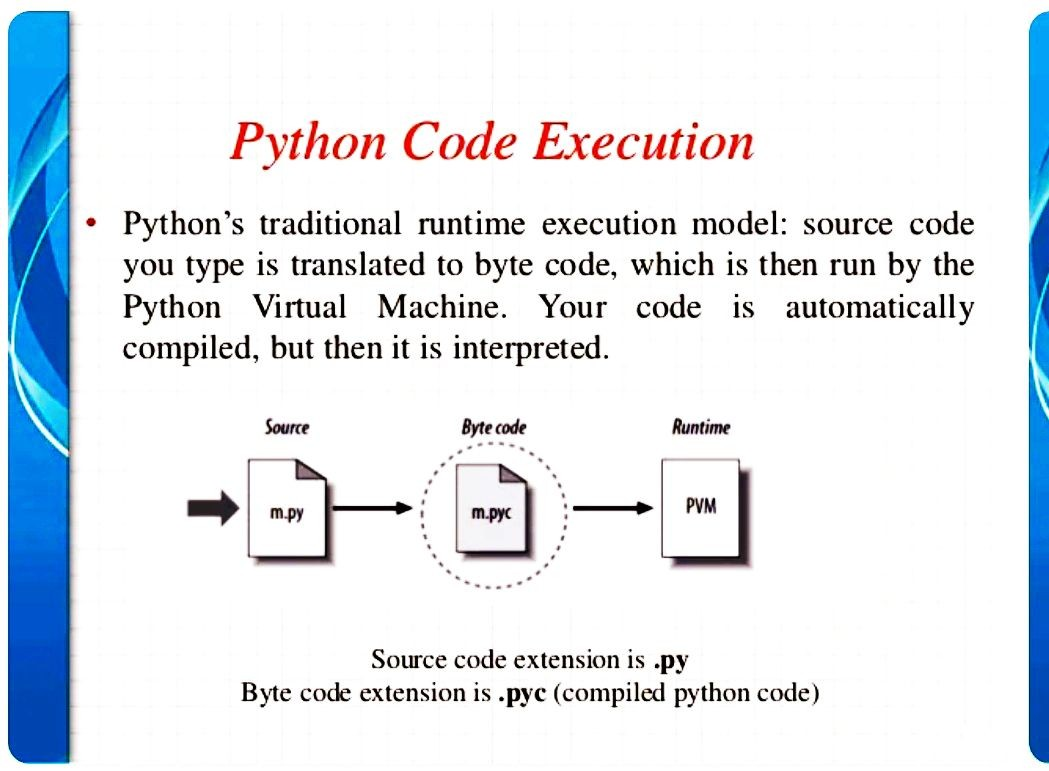 Python Code Execution
• Python’s traditional runtime execution model: source code
you type is translated to byte code, which is then run by the
Python Virtual Machine. Your code is automatically
compiled, but then it is interpreted.
Source Byte code Runtime
m.py m.pyc PVM
Source code extension is .py
Byte code extension is .pyc (compiled python code)